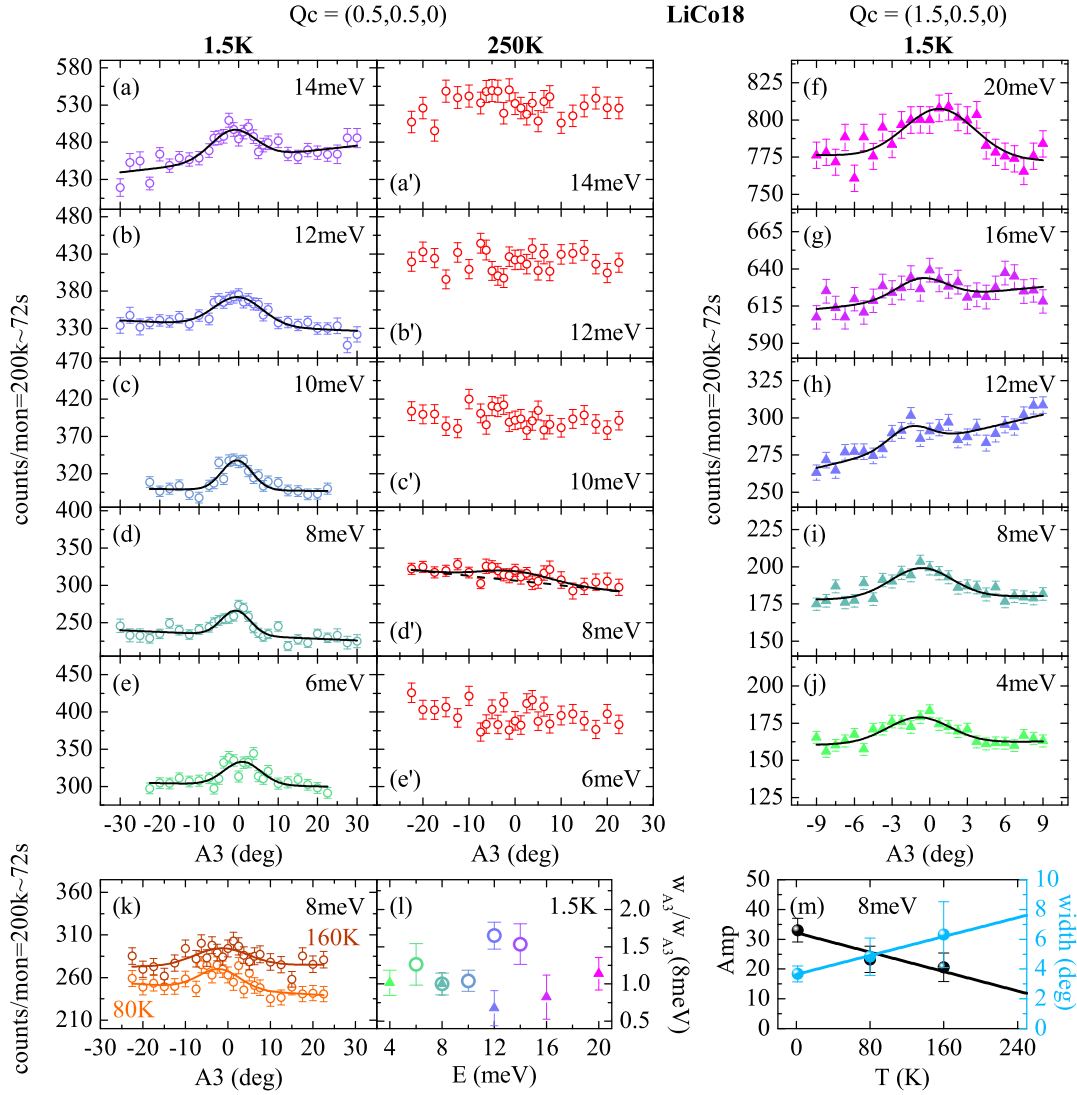 Qc = (0.5,0.5,0) LiCo18 Qc = (1.5,0.5,0)
1.5K 250K 1.5K
counts/mon=200k~72s
580
530
480
430
(a) 14meV
(a') 14meV
480
430
380
330
(b) 12meV
(b') 12meV
470
420
370
320
(c) 10meV
(c') 10meV
400
350
300
250
(d) 8meV
(d') 8meV
450
400
350
300
(e) 6meV
(e') 6meV
-30 -20 -10 0 10 20 30
A3 (deg)
-20 -10 0 10 20 30
A3 (deg)
counts/mon=200k~72s
825
800
775
750
(f) 20meV
640
615
590
(g) 16meV
325
300
275
250
(h) 12meV
225
200
175
150
(i) 8meV
200
175
150
125
(j) 4meV
-9 -6 -3 0 3 6 9
A3 (deg)
counts/mon=200k~72s
360
310
260
210
(k) 8meV
160K
80K
-30 -20 -10 0 10 20 30
A3 (deg)
(l) 1.5K
2.0
1.5
1.0
0.5
w_A3/w_A3 (8meV)
4 8 12 16 20
E (meV)
Amp
50
40
30
20
10
0
(m) 8meV
10
8
6
4
2
0
width (deg)
0 80 160 240
T (K)